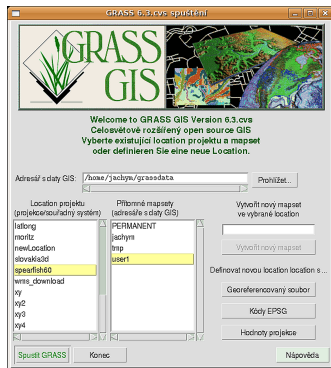 GRASS 6.3.cvs spuštění
GRASS
GIS
Welcome to GRASS GIS Version 6.3.cvs
Celosvětově rozšířený open source GIS
Vyberte existující location projektu a mapset
oder definieren Sie eine neue Location.
Adresář s daty GIS:
/home/jachym/grassdata
Prohlížet...
Location projektu
(projekce/souřadný systém)
Přítomné mapsety
(adresáře s daty GIS)
Vytvořit nový mapset
ve vybrané location
latlong
moritz
newLocation
slovakia3d
spearfish60
wms_download
xy
xy2
xy3
xy4
PERMANENT
jachym
tmp
user1
Vytvořit nový mapset
Definovat novou location location s ...
Georeferencovaný soubor
Kódy EPSG
Hodnoty projekce
Spustit GRASS
Konec
Nápověda